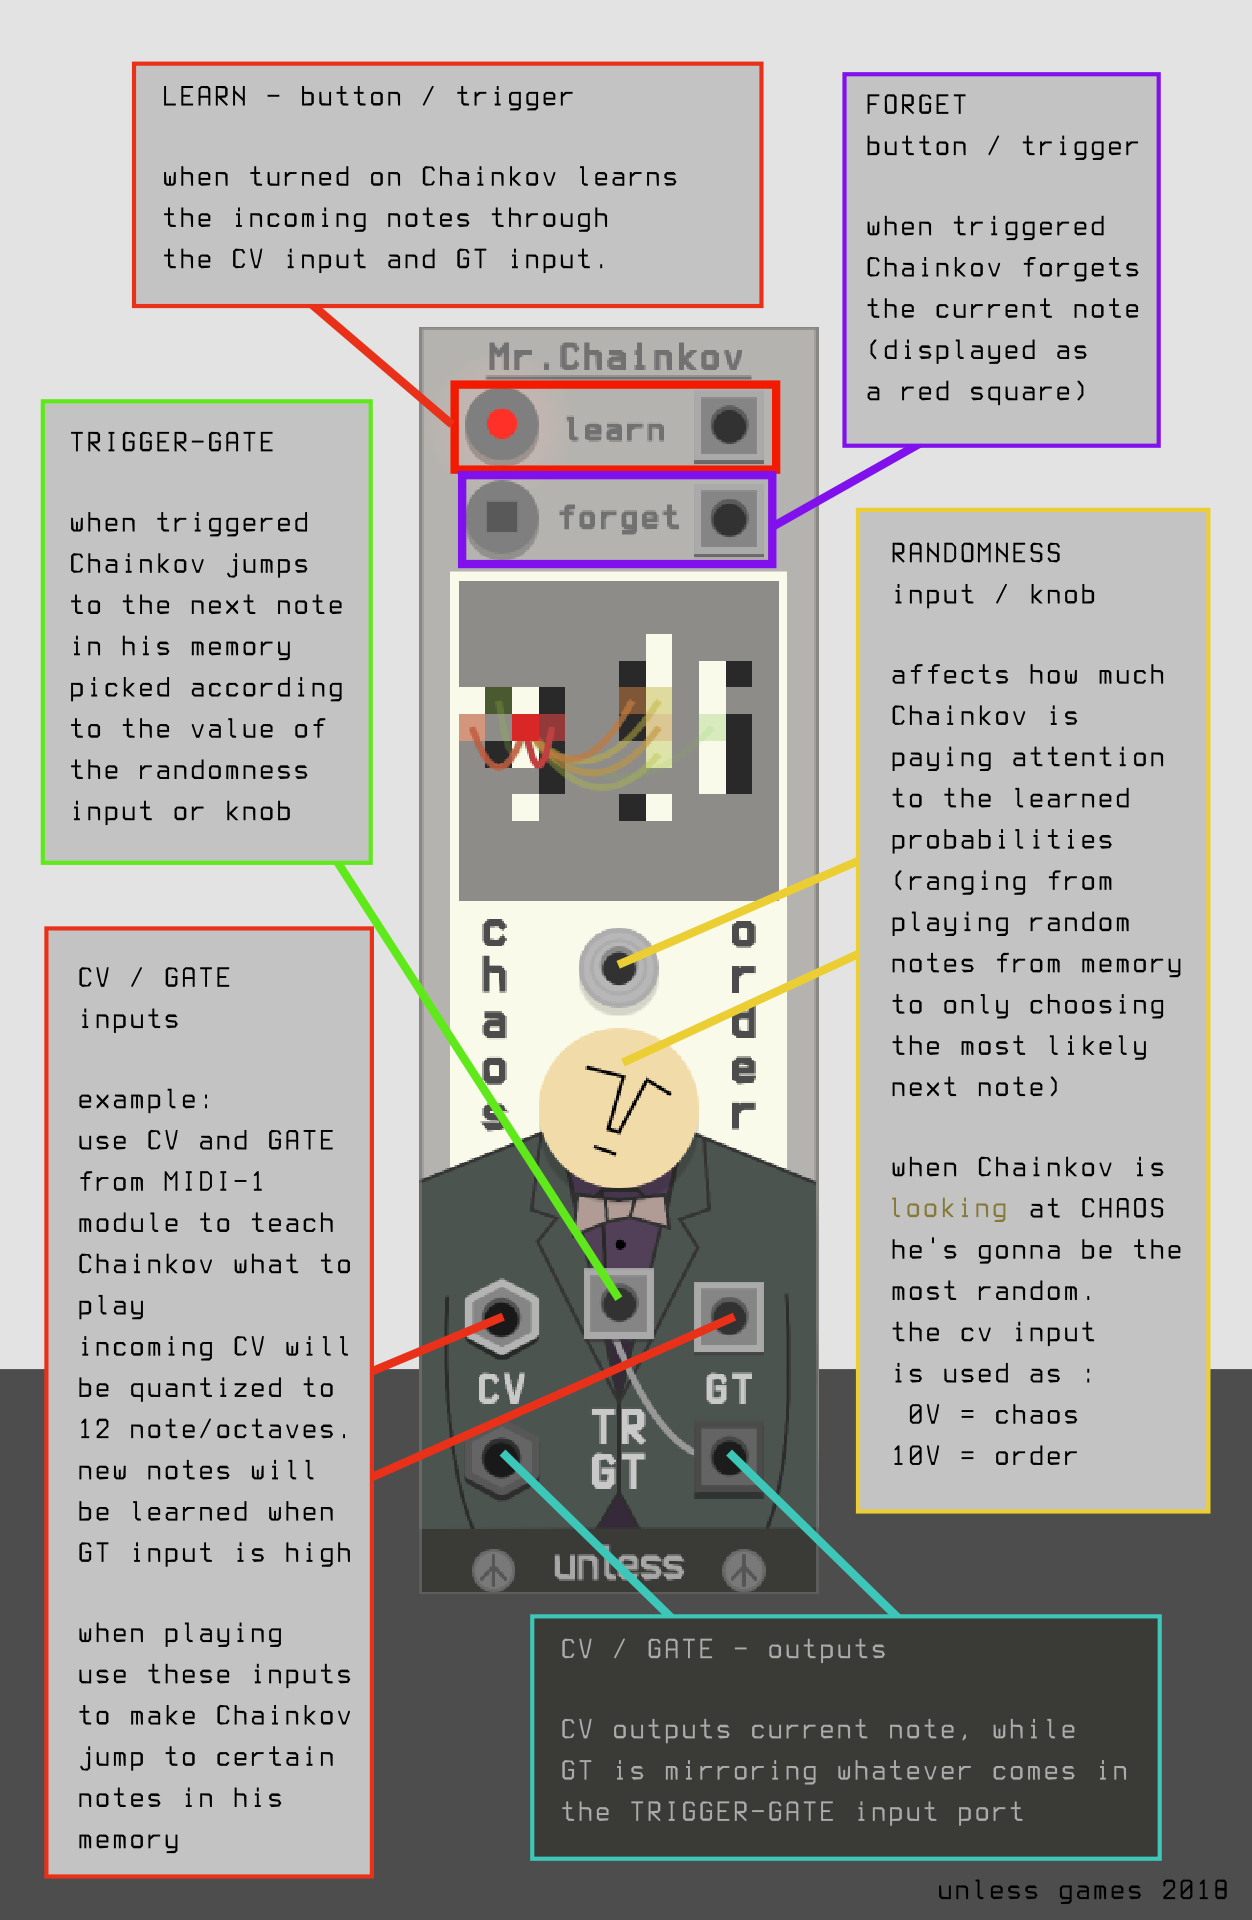 LEARN - button / trigger
when turned on Chainkov learns
the incoming notes through
the CV input and GT input.
FORGET
button / trigger
when triggered
Chainkov forgets
the current note
(displayed as
a red square)
Mr.Chainkov
learn
forget
TRIGGER-GATE
when triggered
Chainkov jumps
to the next note
in his memory
picked according
to the value of
the randomness
input or knob
RANDOMNESS
input / knob
affects how much
Chainkov is
paying attention
to the learned
probabilities
(ranging from
playing random
notes from memory
to only choosing
the most likely
next note)
when Chainkov is
looking at CHAOS
he's gonna be the
most random.
the cv input
is used as :
0V = chaos
10V = order
chaos
order
CV / GATE
inputs
example:
use CV and GATE
from MIDI-1
module to teach
Chainkov what to
play
incoming CV will
be quantized to
12 note/octaves.
new notes will
be learned when
GT input is high
when playing
use these inputs
to make Chainkov
jump to certain
notes in his
memory
CV
GT
TR
GT
unless
CV / GATE - outputs
CV outputs current note, while
GT is mirroring whatever comes in
the TRIGGER-GATE input port
unless games 2018